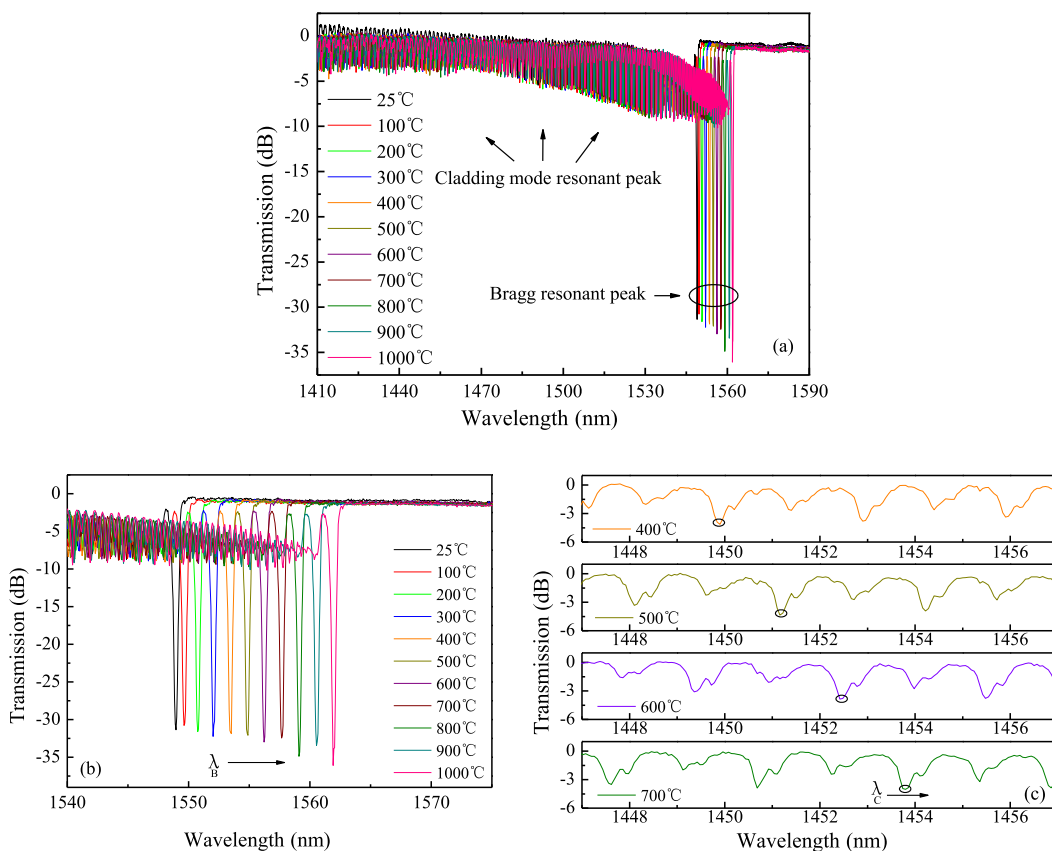 0
-5
-10
-15
-20
-25
-30
-35
Transmission (dB)
25℃
100℃
200℃
300℃
400℃
500℃
600℃
700℃
800℃
900℃
1000℃
Cladding mode resonant peak
Bragg resonant peak
(a)
1410 1440 1470 1500 1530 1560 1590
Wavelength (nm)
0
-5
-10
-15
-20
-25
-30
-35
Transmission (dB)
25℃
100℃
200℃
300℃
400℃
500℃
600℃
700℃
800℃
900℃
1000℃
λB
(b)
1540 1550 1560 1570
Wavelength (nm)
Transmission (dB)
0
-3
-6
400℃
1448 1450 1452 1454 1456
0
-3
-6
500℃
1448 1450 1452 1454 1456
0
-3
-6
600℃
1448 1450 1452 1454 1456
0
-3
-6
700℃
λC
(c)
1448 1450 1452 1454 1456
Wavelength (nm)